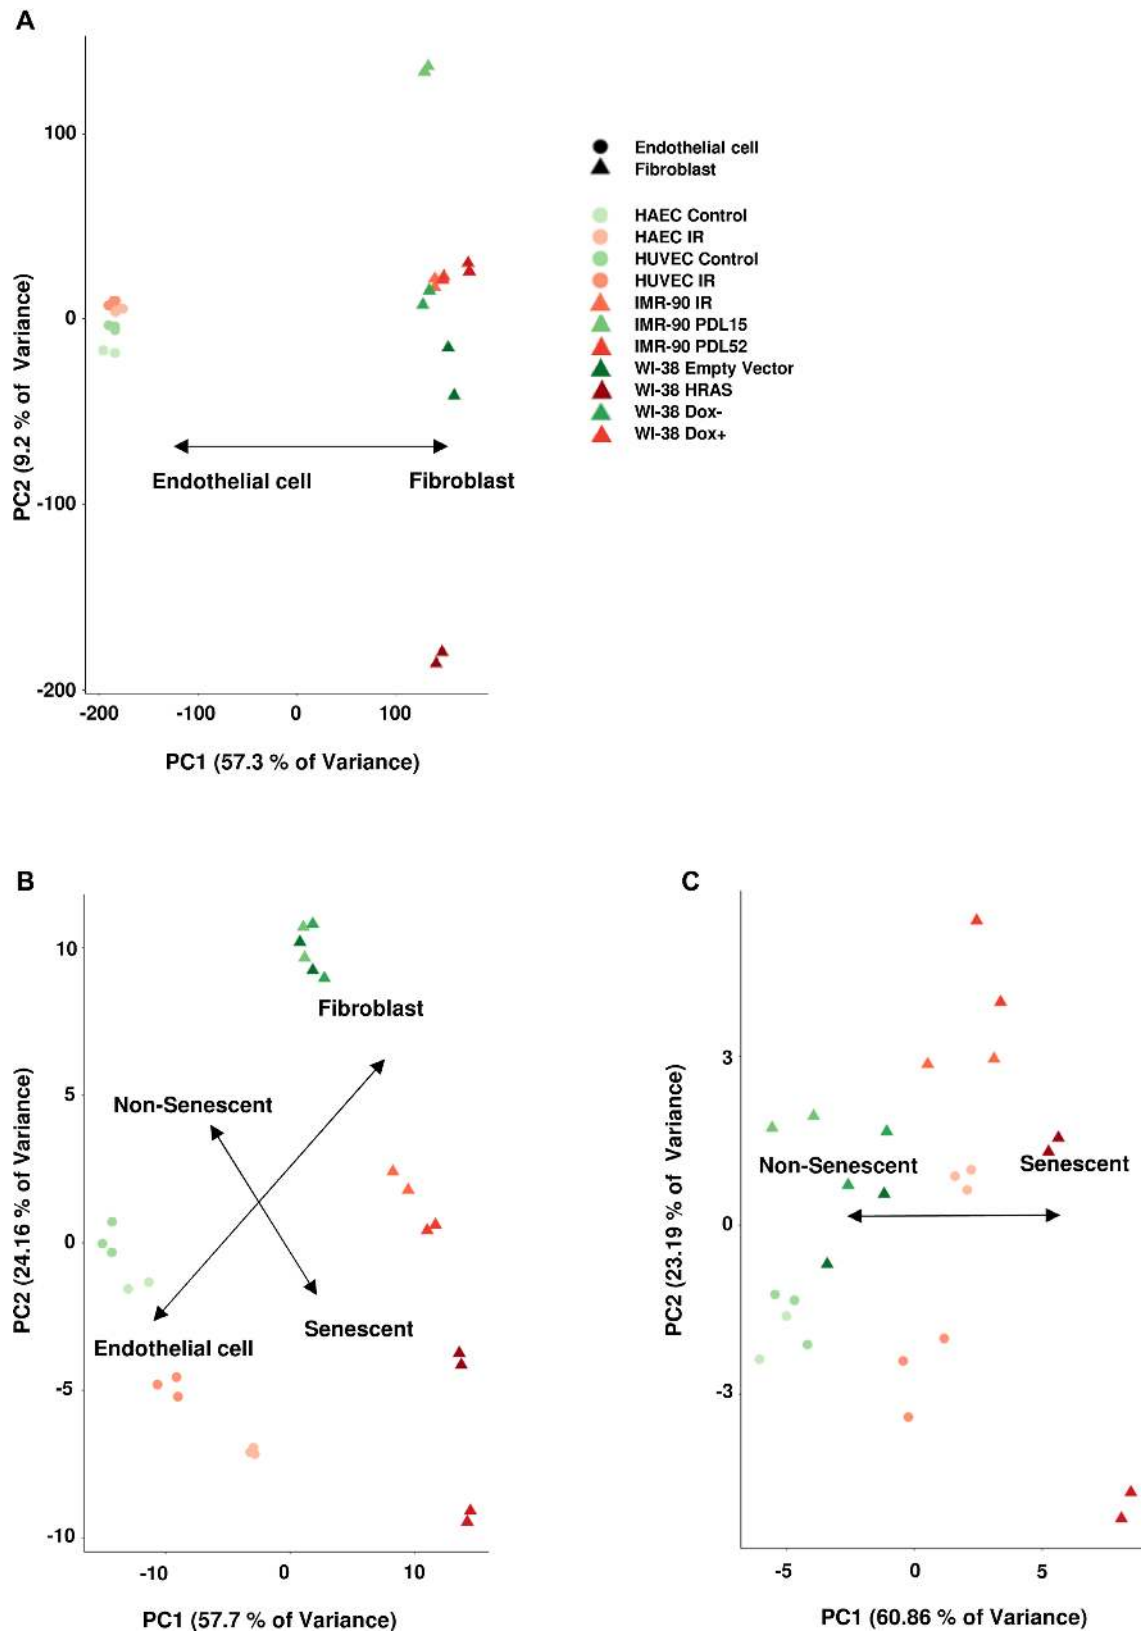 A
100
0
-100
-200
PC2 (9.2 % of Variance)
-200 -100 0 100
PC1 (57.3 % of Variance)
Endothelial cell Fibroblast
Endothelial cell
Fibroblast
HAEC Control
HAEC IR
HUVEC Control
HUVEC IR
IMR-90 IR
IMR-90 PDL15
IMR-90 PDL52
WI-38 Empty Vector
WI-38 HRAS
WI-38 Dox-
WI-38 Dox+
B
10
5
0
-5
-10
PC2 (24.16 % of Variance)
Fibroblast
Non-Senescent
Senescent
Endothelial cell
-10 0 10
PC1 (57.7 % of Variance)
C
3
0
-3
PC2 (23.19 % of Variance)
Non-Senescent Senescent
-5 0 5
PC1 (60.86 % of Variance)